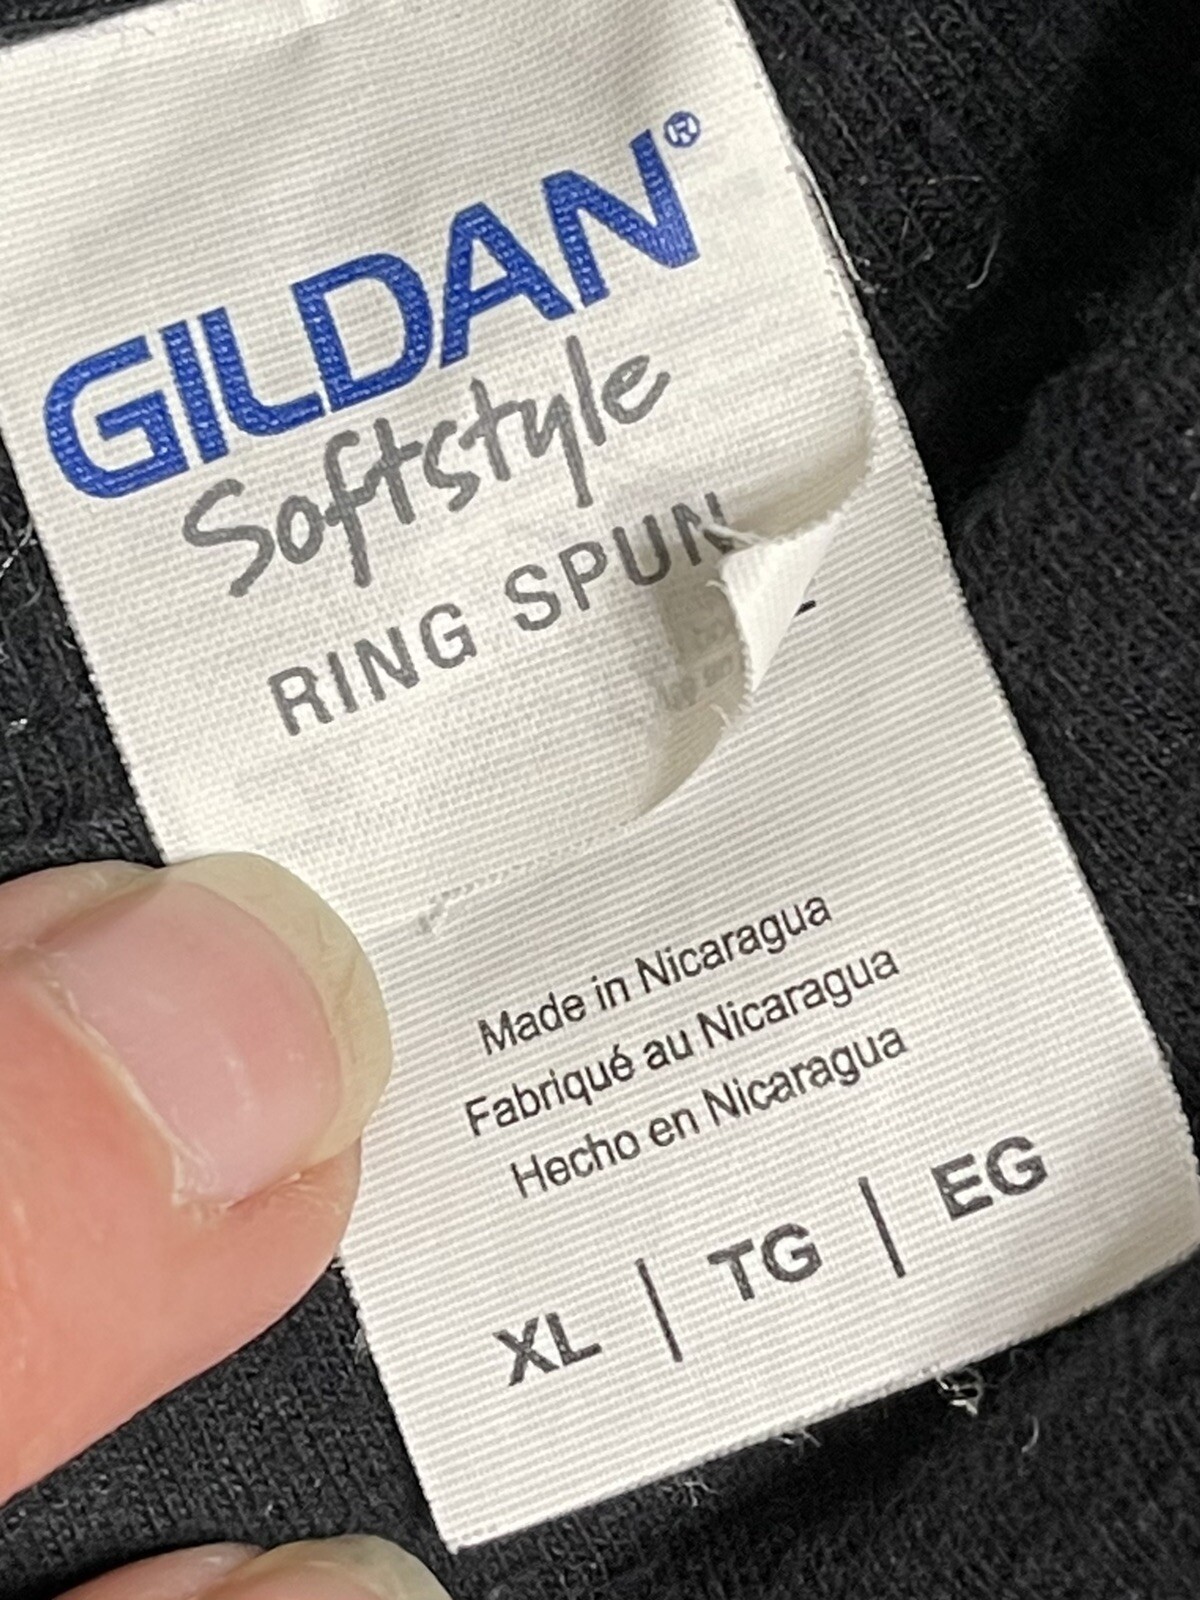 GILDAN®
Softstyle
RING SPUN
Made in Nicaragua
Fabriqué au Nicaragua
Hecho en Nicaragua
XL | TG | EG